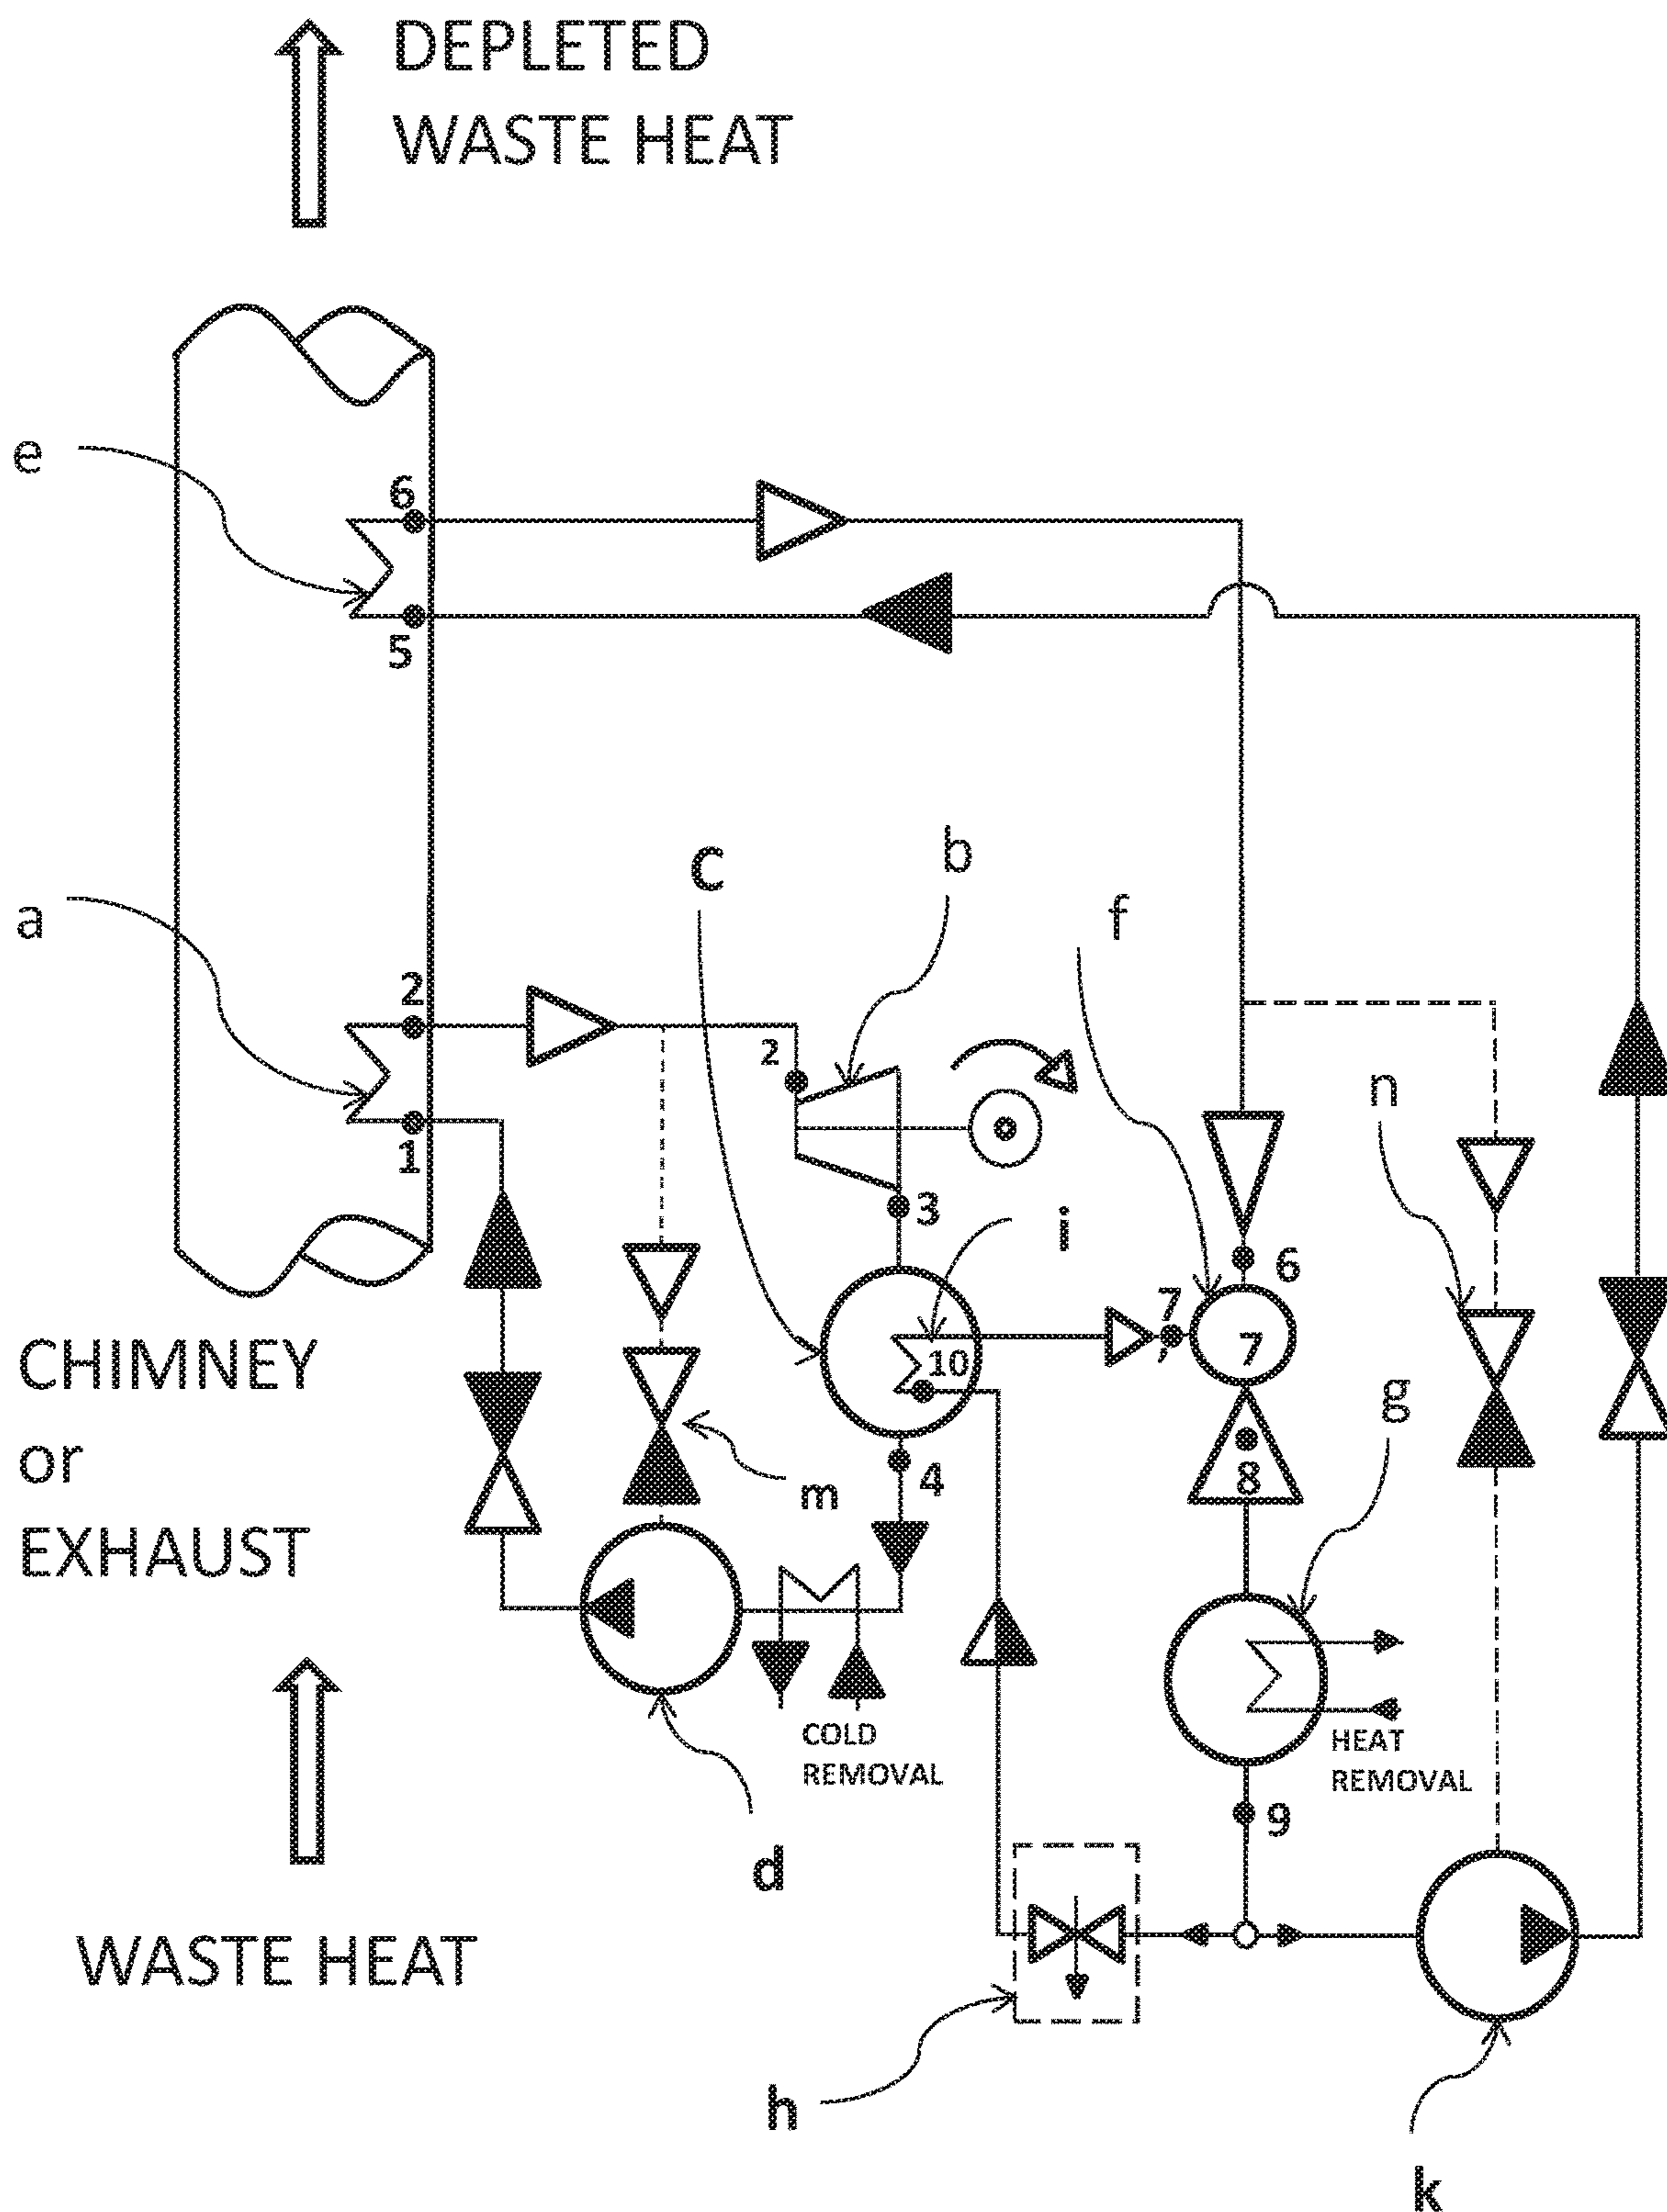 DEPLETED
WASTE HEAT
e
6
5
C
b
f
a
2
2
n
1
3
i
6
7,
7
CHIMNEY
or
EXHAUST
10
g
4
8
m
COLD
REMOVAL
HEAT
REMOVAL
9
d
WASTE HEAT
h
k